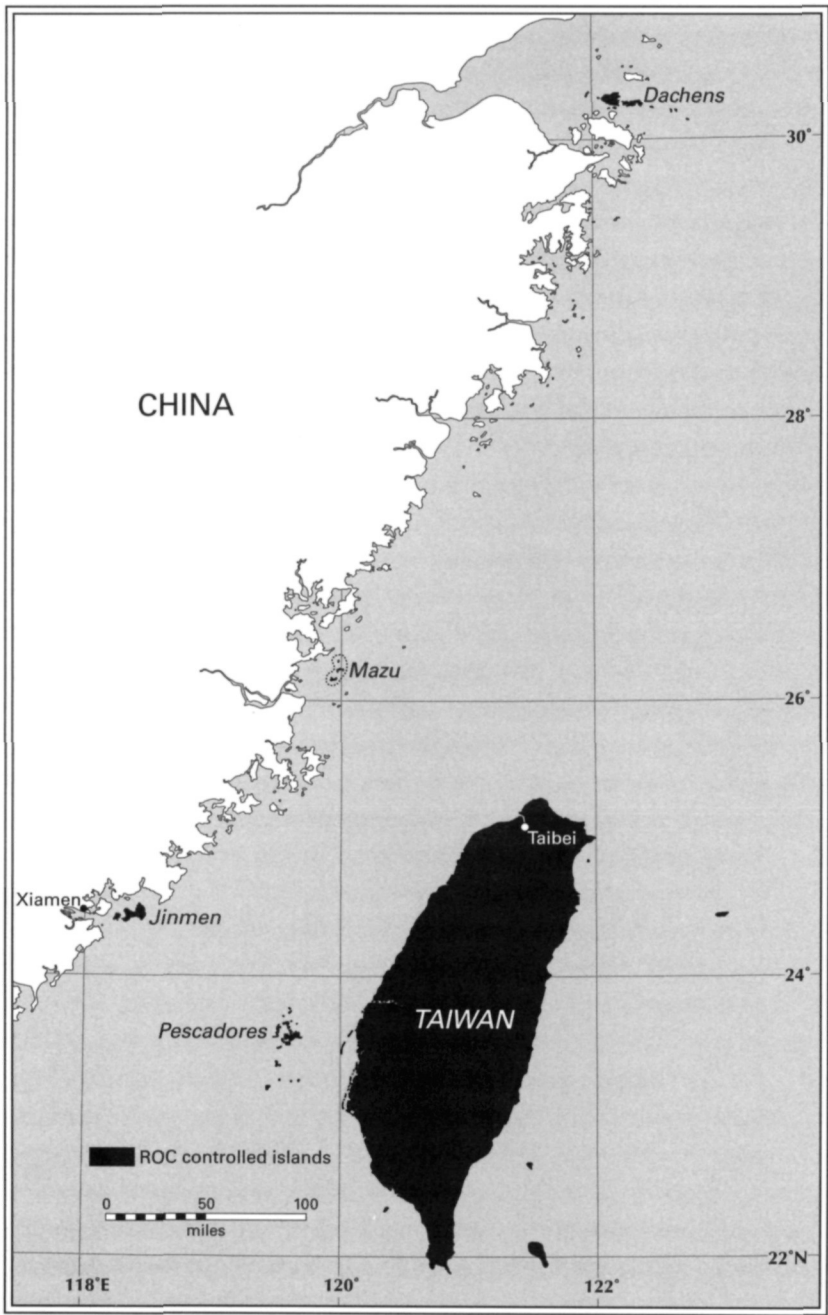 Dachens
30°
CHINA
28°
Mazu
26°
Taibei
Xiamen
Jinmen
24°
Pescadores
TAIWAN
ROC controlled islands
0 50 100
miles
22°N
118°E 120° 122°